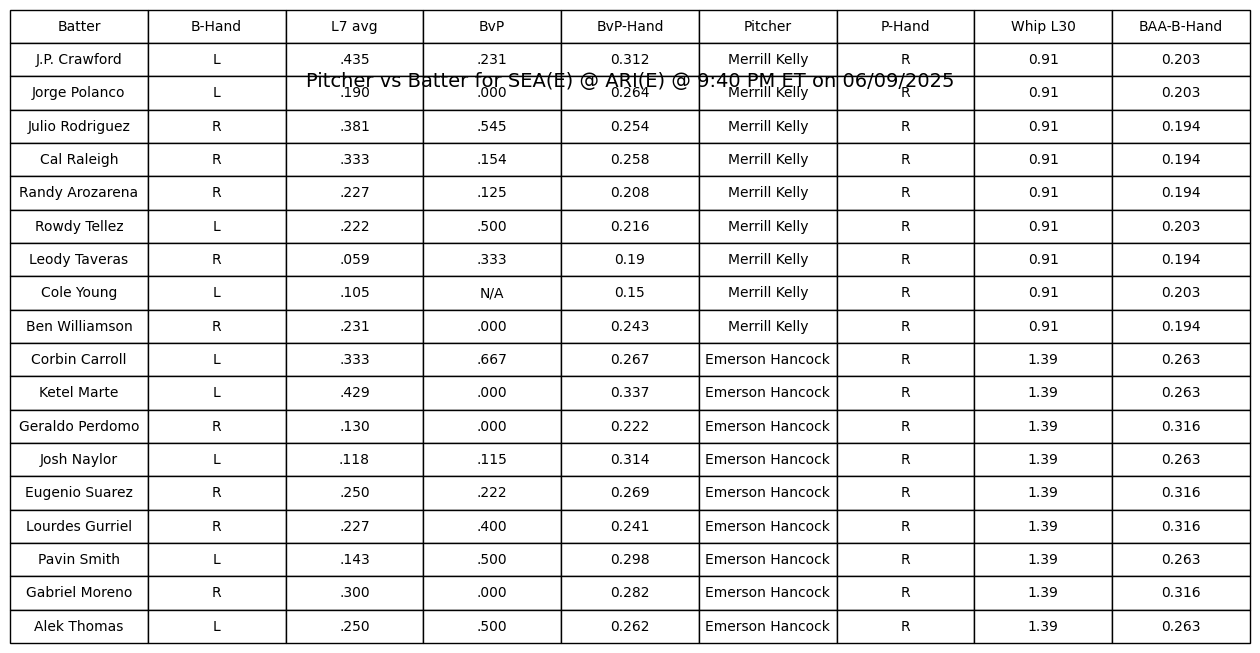 Batter B-Hand L7 avg BvP BvP-Hand Pitcher P-Hand Whip L30 BAA-B-Hand
J.P. Crawford L .435 .231 0.312 Merrill Kelly R 0.91 0.203
Pitcher vs Batter for SEA(E) @ ARI(E) @ 9:40 PM ET on 06/09/2025
Jorge Polanco L .190 .000 0.264 Merrill Kelly R 0.91 0.203
Julio Rodriguez R .381 .545 0.254 Merrill Kelly R 0.91 0.194
Cal Raleigh R .333 .154 0.258 Merrill Kelly R 0.91 0.194
Randy Arozarena R .227 .125 0.208 Merrill Kelly R 0.91 0.194
Rowdy Tellez L .222 .500 0.216 Merrill Kelly R 0.91 0.203
Leody Taveras R .059 .333 0.19 Merrill Kelly R 0.91 0.194
Cole Young L .105 N/A 0.15 Merrill Kelly R 0.91 0.203
Ben Williamson R .231 .000 0.243 Merrill Kelly R 0.91 0.194
Corbin Carroll L .333 .667 0.267 Emerson Hancock R 1.39 0.263
Ketel Marte L .429 .000 0.337 Emerson Hancock R 1.39 0.263
Geraldo Perdomo R .130 .000 0.222 Emerson Hancock R 1.39 0.316
Josh Naylor L .118 .115 0.314 Emerson Hancock R 1.39 0.263
Eugenio Suarez R .250 .222 0.269 Emerson Hancock R 1.39 0.316
Lourdes Gurriel R .227 .400 0.241 Emerson Hancock R 1.39 0.316
Pavin Smith L .143 .500 0.298 Emerson Hancock R 1.39 0.263
Gabriel Moreno R .300 .000 0.282 Emerson Hancock R 1.39 0.316
Alek Thomas L .250 .500 0.262 Emerson Hancock R 1.39 0.263